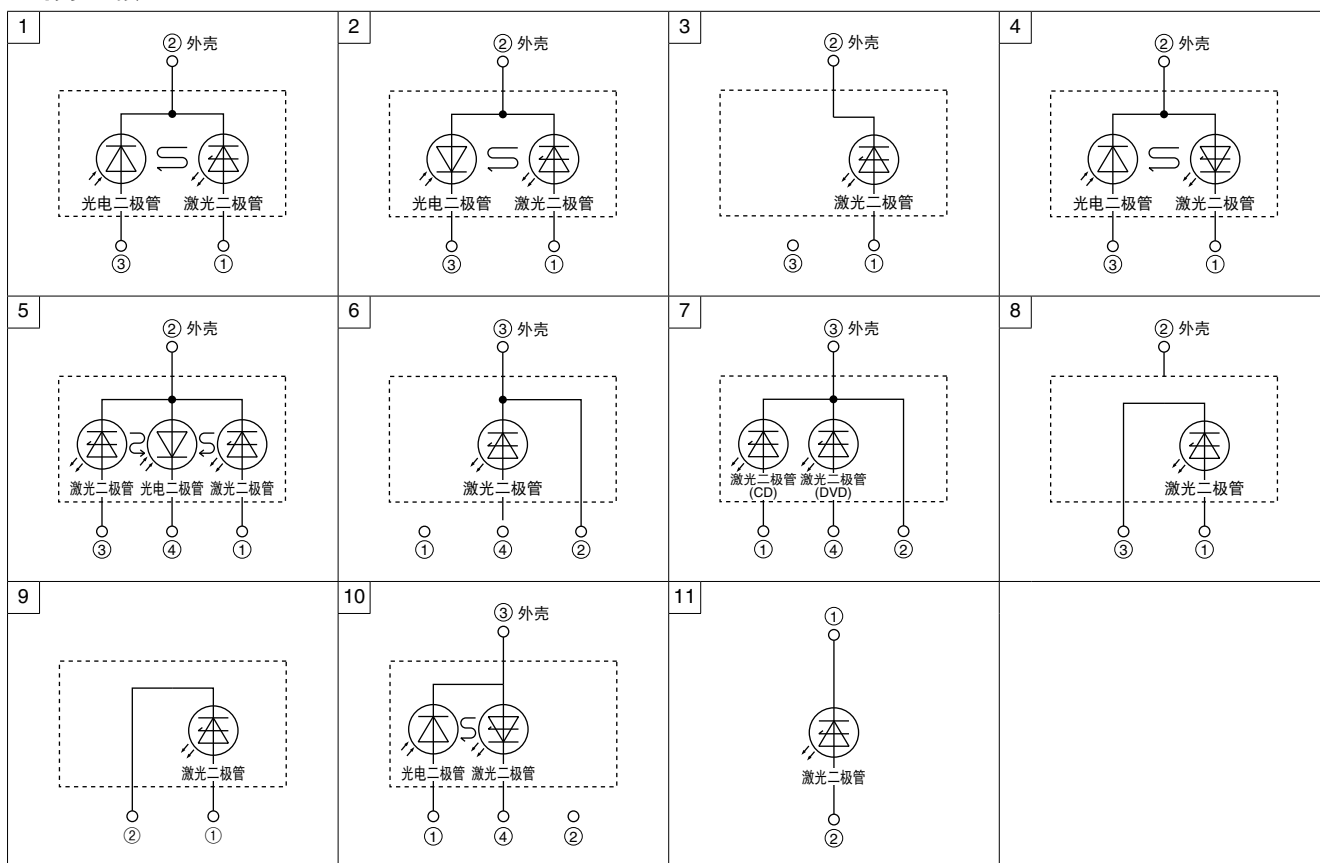 1
② 外壳
光电二极管 激光二极管
③ ①
2
② 外壳
光电二极管 激光二极管
③ ①
3
② 外壳
激光二极管
③ ①
4
② 外壳
光电二极管 激光二极管
③ ①
5
② 外壳
激光二极管 光电二极管 激光二极管
③ ④ ①
6
③ 外壳
激光二极管
① ④ ②
7
③ 外壳
激光二极管 激光二极管
(CD) (DVD)
① ④ ②
8
② 外壳
激光二极管
③ ①
9
激光二极管
② ①
10
③ 外壳
光电二极管 激光二极管
① ④ ②
11
①
激光二极管
②